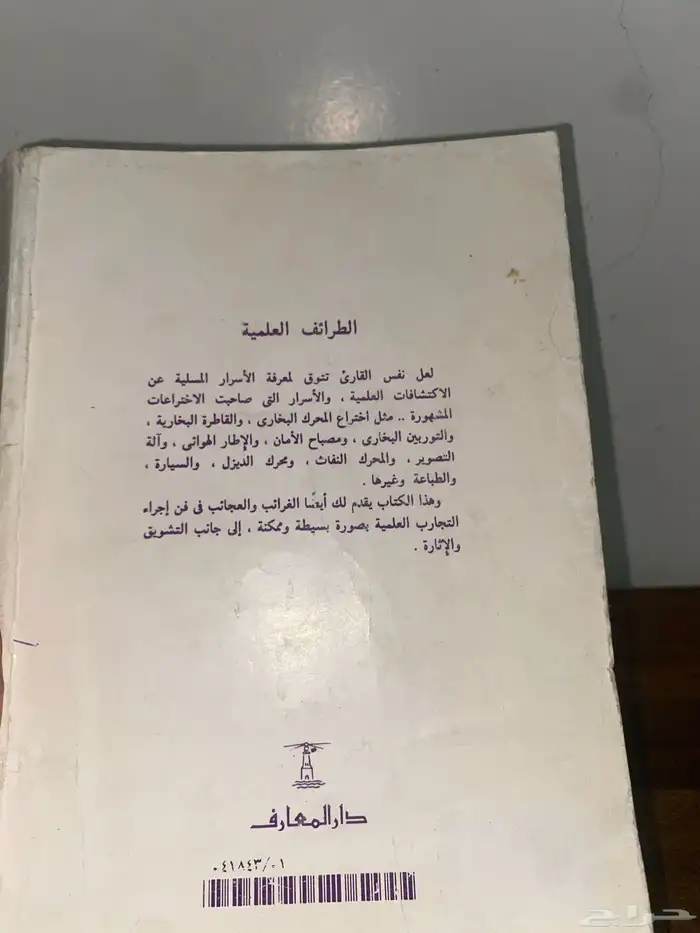 الطرائف العلمية
لعل نفس القارئ تتوق لمعرفة الأسرار المسلية عن
الاكتشافات العلمية ، والأسرار التى صاحبت الاختراعات
المشهورة .. مثل اختراع المحرك البخارى ، والقاطرة البخارية ،
والتوربين البخارى ، ومصباح الأمان ، والإطار الهوائى ، وآلة
التصوير ، والمحرك النفاث ، ومحرك الديزل ، والسيارة ،
والطباعة وغيرها .
وهذا الكتاب يقدم لك أيضًا الغرائب والعجائب فى فن إجراء
التجارب العلمية بصورة بسيطة وممكنة ، إلى جانب التشويق
والإثارة .
دار المعارف
٠٤١٨٤٣/٠١
حراج